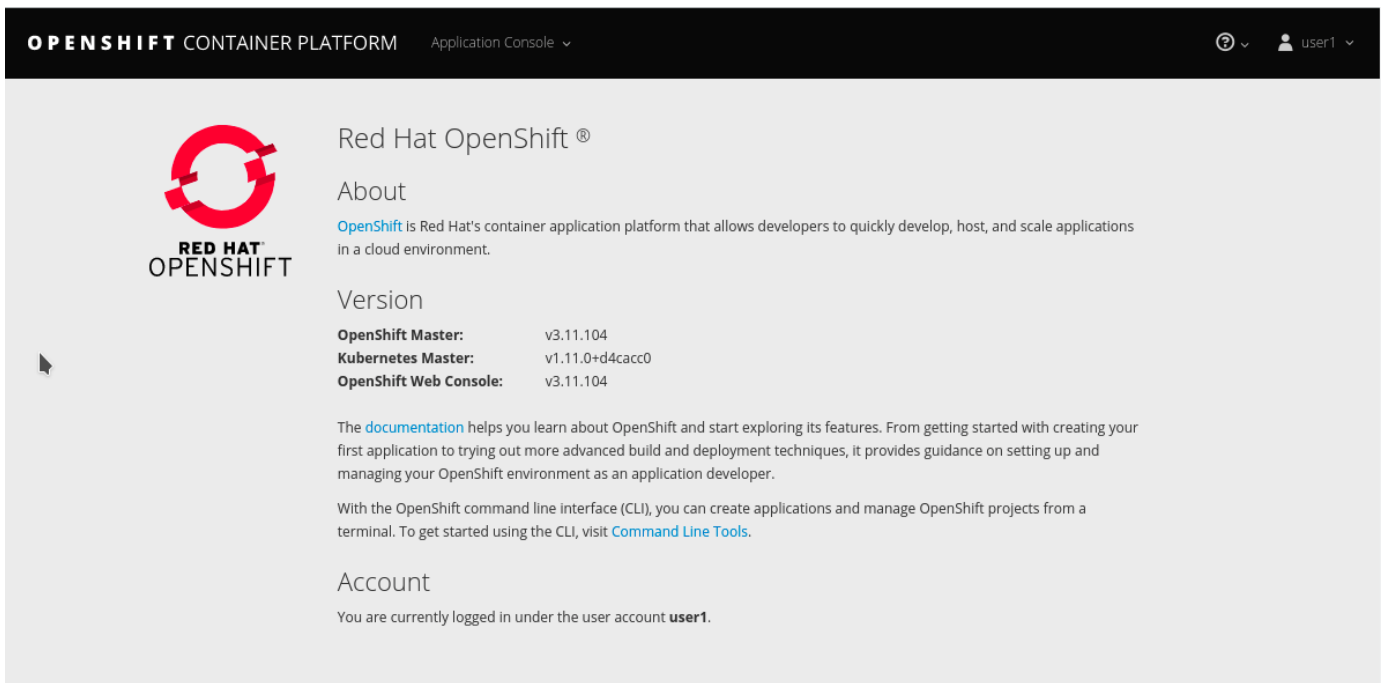 OPENSHIFT CONTAINER PLATFORM Application Console user1
RED HAT®
OPENSHIFT
Red Hat OpenShift ®
About
OpenShift is Red Hat's container application platform that allows developers to quickly develop, host, and scale applications
in a cloud environment.
Version
OpenShift Master: v3.11.104
Kubernetes Master: v1.11.0+d4cacc0
OpenShift Web Console: v3.11.104
The documentation helps you learn about OpenShift and start exploring its features. From getting started with creating your
first application to trying out more advanced build and deployment techniques, it provides guidance on setting up and
managing your OpenShift environment as an application developer.
With the OpenShift command line interface (CLI), you can create applications and manage OpenShift projects from a
terminal. To get started using the CLI, visit Command Line Tools.
Account
You are currently logged in under the user account user1.